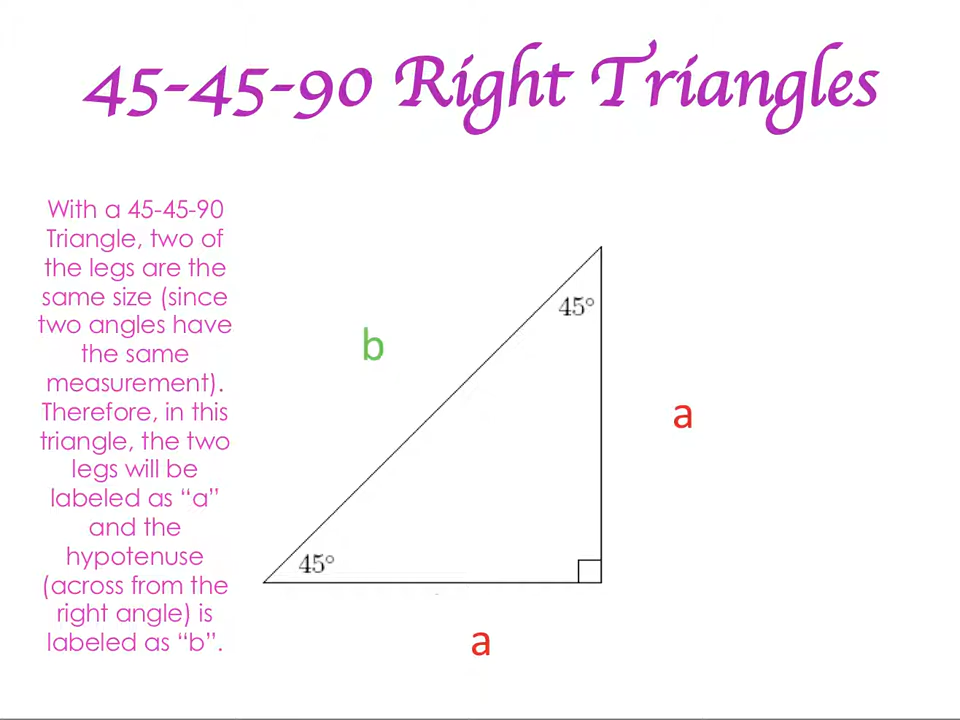 45-45-90 Right Triangles
With a 45-45-90
Triangle, two of
the legs are the
same size (since
two angles have
the same
measurement).
Therefore, in this
triangle, the two
legs will be
labeled as “a”
and the
hypotenuse
(across from the
right angle) is
labeled as “b”.
45°
b
a
45°
a